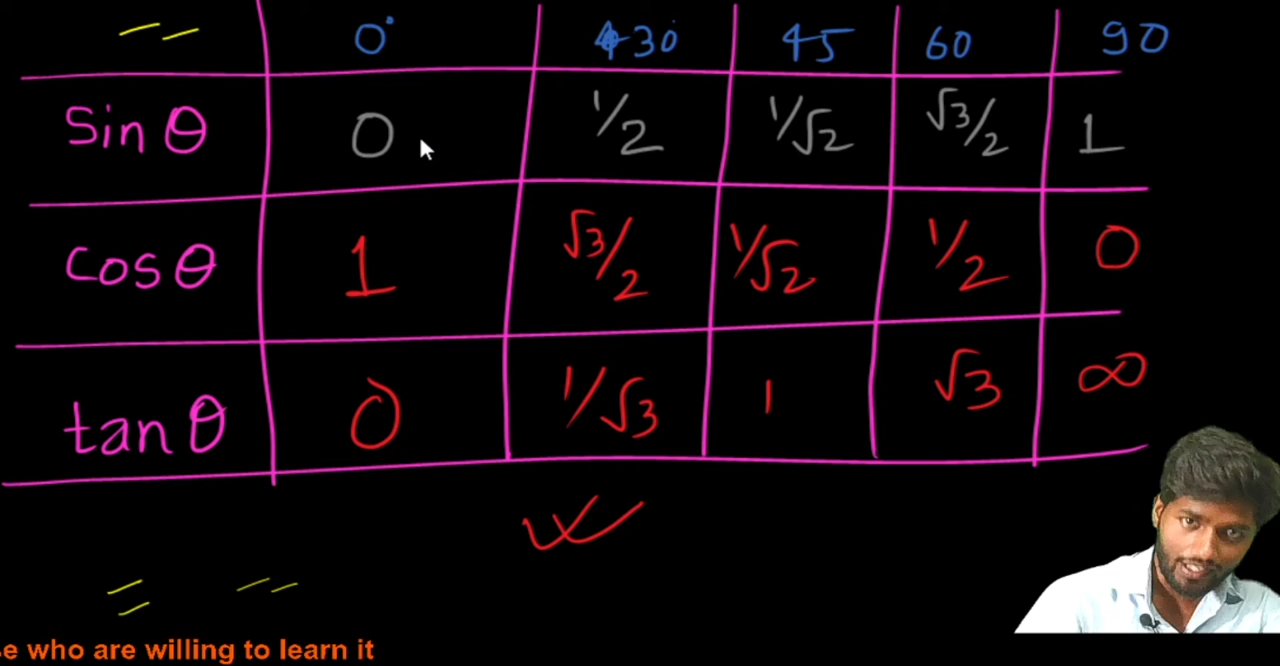 0° 30 45 60 90
Sin θ 0 1/2 1/√2 √3/2 1
cos θ 1 √3/2 1/√2 1/2 0
tan θ 0 1/√3 1 √3 ∞
who are willing to learn it